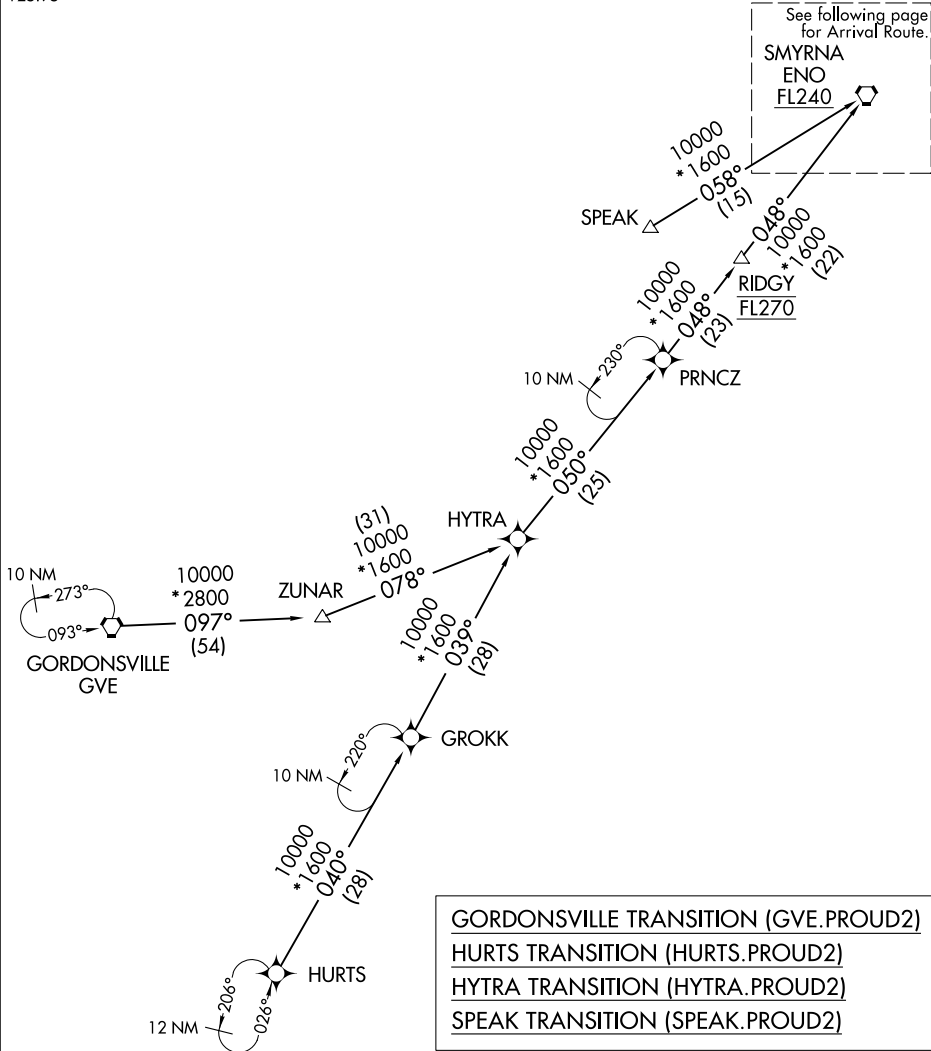 See following page
for Arrival Route.
SMYRNA
ENO
FL240
10000
*1600
058°
(15)
SPEAK
048°
10000
*1600
(22)
RIDGY
FL270
10000
*1600
048°
(23)
230°
10 NM
PRNCZ
10000
*1600
050°
(25)
HYTRA
(31)
10000
*1600
078°
ZUNAR
10 NM
273°
093°
10000
*2800
097°
(54)
GORDONSVILLE
GVE
10000
*1600
039°
(28)
220°
10 NM
GROKK
10000
*1600
040°
(28)
HURTS
206°
026°
12 NM
GORDONSVILLE TRANSITION (GVE.PROUD2)
HURTS TRANSITION (HURTS.PROUD2)
HYTRA TRANSITION (HYTRA.PROUD2)
SPEAK TRANSITION (SPEAK.PROUD2)